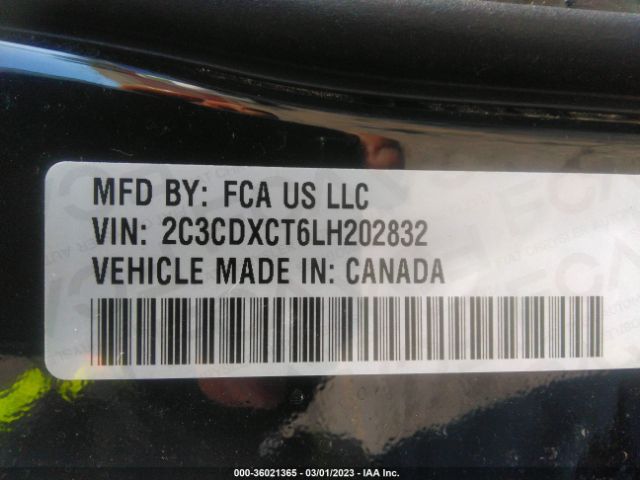 MFD BY: FCA US LLC
VIN: 2C3CDXCT6LH202832
VEHICLE MADE IN: CANADA
000-36021365 - 03/01/2023 - IAA Inc.